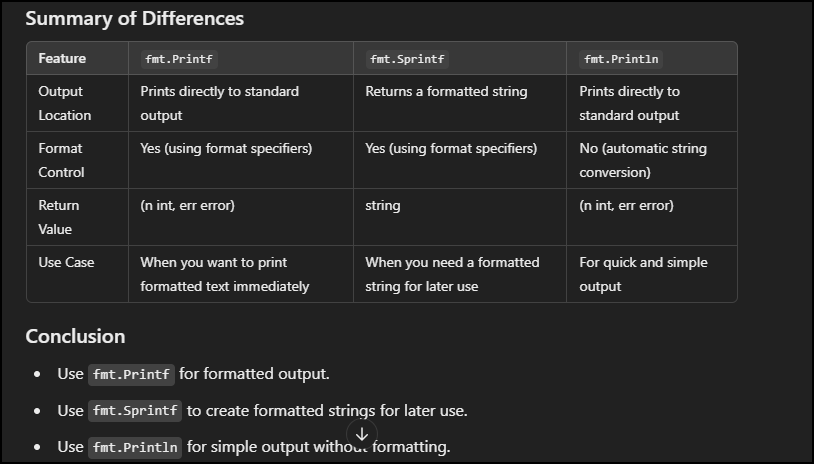 Summary of Differences
Feature fmt.Printf fmt.Sprintf fmt.Println
Output Location Prints directly to standard output Returns a formatted string Prints directly to standard output
Format Control Yes (using format specifiers) Yes (using format specifiers) No (automatic string conversion)
Return Value (n int, err error) string (n int, err error)
Use Case When you want to print formatted text immediately When you need a formatted string for later use For quick and simple output
Conclusion
• Use fmt.Printf for formatted output.
• Use fmt.Sprintf to create formatted strings for later use.
• Use fmt.Println for simple output without formatting.